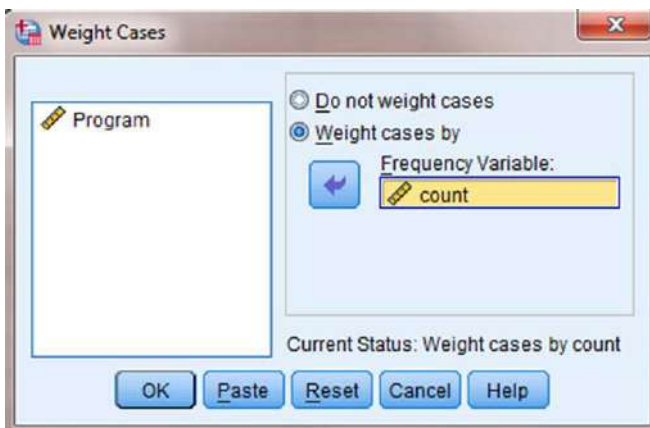 Weight Cases
Program
Do not weight cases
Weight cases by
Frequency Variable:
count
Current Status: Weight cases by count
OK
Paste
Reset
Cancel
Help